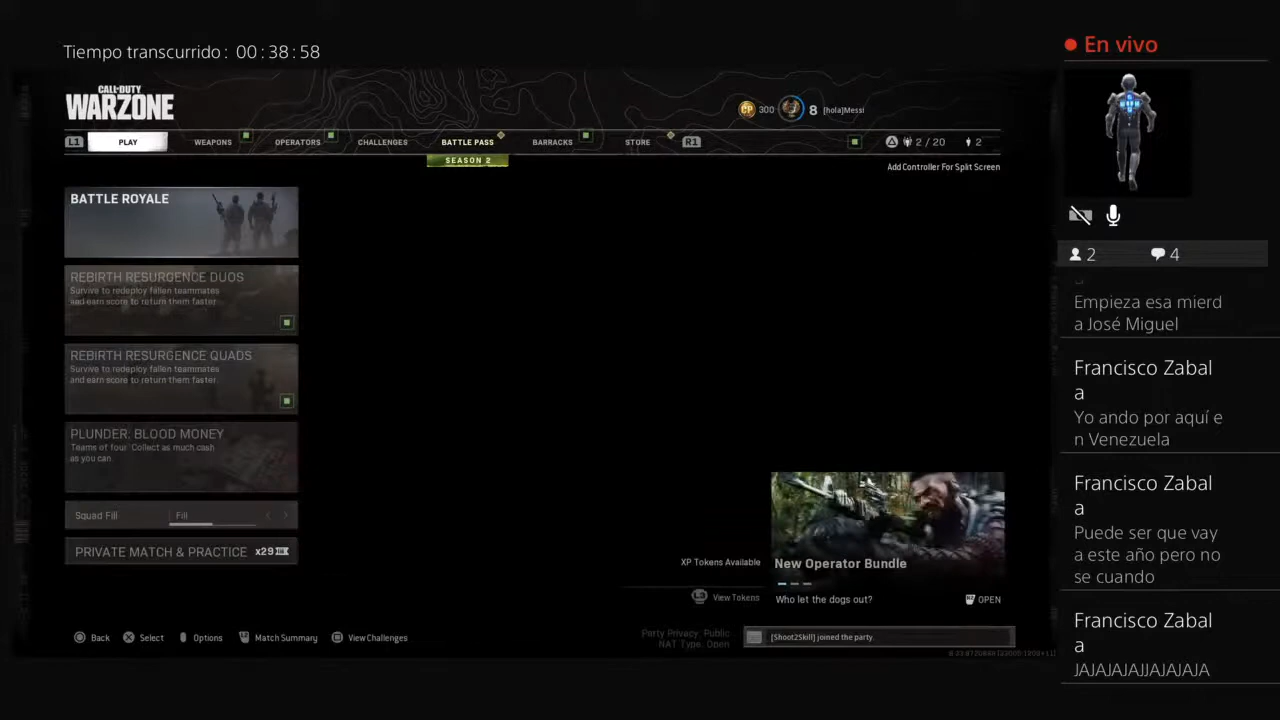 Tiempo transcurrido: 00:38:58
En vivo
CALL OF DUTY
WARZONE
CP 300 8 [hola]Messi
L1 PLAY WEAPONS OPERATORS CHALLENGES BATTLE PASS BARRACKS STORE R1 2 / 20 2
SEASON 2
Add Controller For Split Screen
BATTLE ROYALE
REBIRTH RESURGENCE DUOS
Survive to redeploy fallen teammates
and earn score to return them faster.
REBIRTH RESURGENCE QUADS
Survive to redeploy fallen teammates
and earn score to return them faster.
PLUNDER: BLOOD MONEY
Teams of four. Collect as much cash
as you can.
Squad Fill Fill
PRIVATE MATCH & PRACTICE x29
XP Tokens Available
View Tokens
New Operator Bundle
Who let the dogs out?
OPEN
Back Select Options Match Summary View Challenges
Party Privacy: Public
NAT Type: Open
[Shoot2Skill] joined the party.
2 4
Empieza esa mierd
a José Miguel
Francisco Zabal
a
Yo ando por aquí e
n Venezuela
Francisco Zabal
a
Puede ser que vay
a este año pero no
se cuando
Francisco Zabal
a
JAJAJAJAJJAJAJAJA